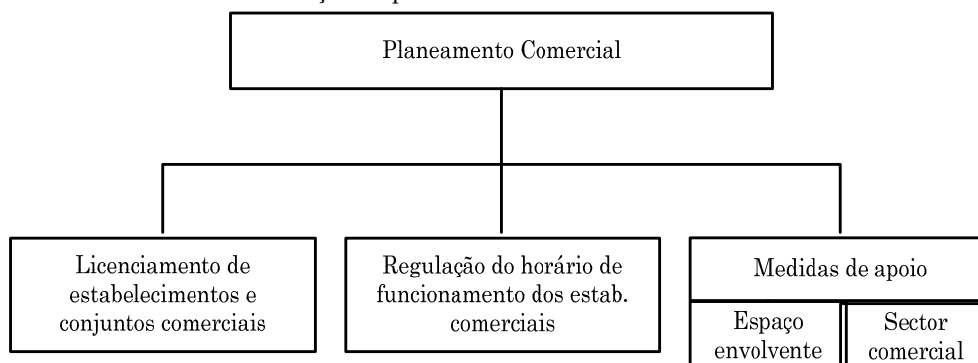 Planeamento Comercial
Licenciamento de
estabelecimentos e
conjuntos comerciais
Regulação do horário de
funcionamento dos estab.
comerciais
Medidas de apoio
Espaço
envolvente
Sector
comercial